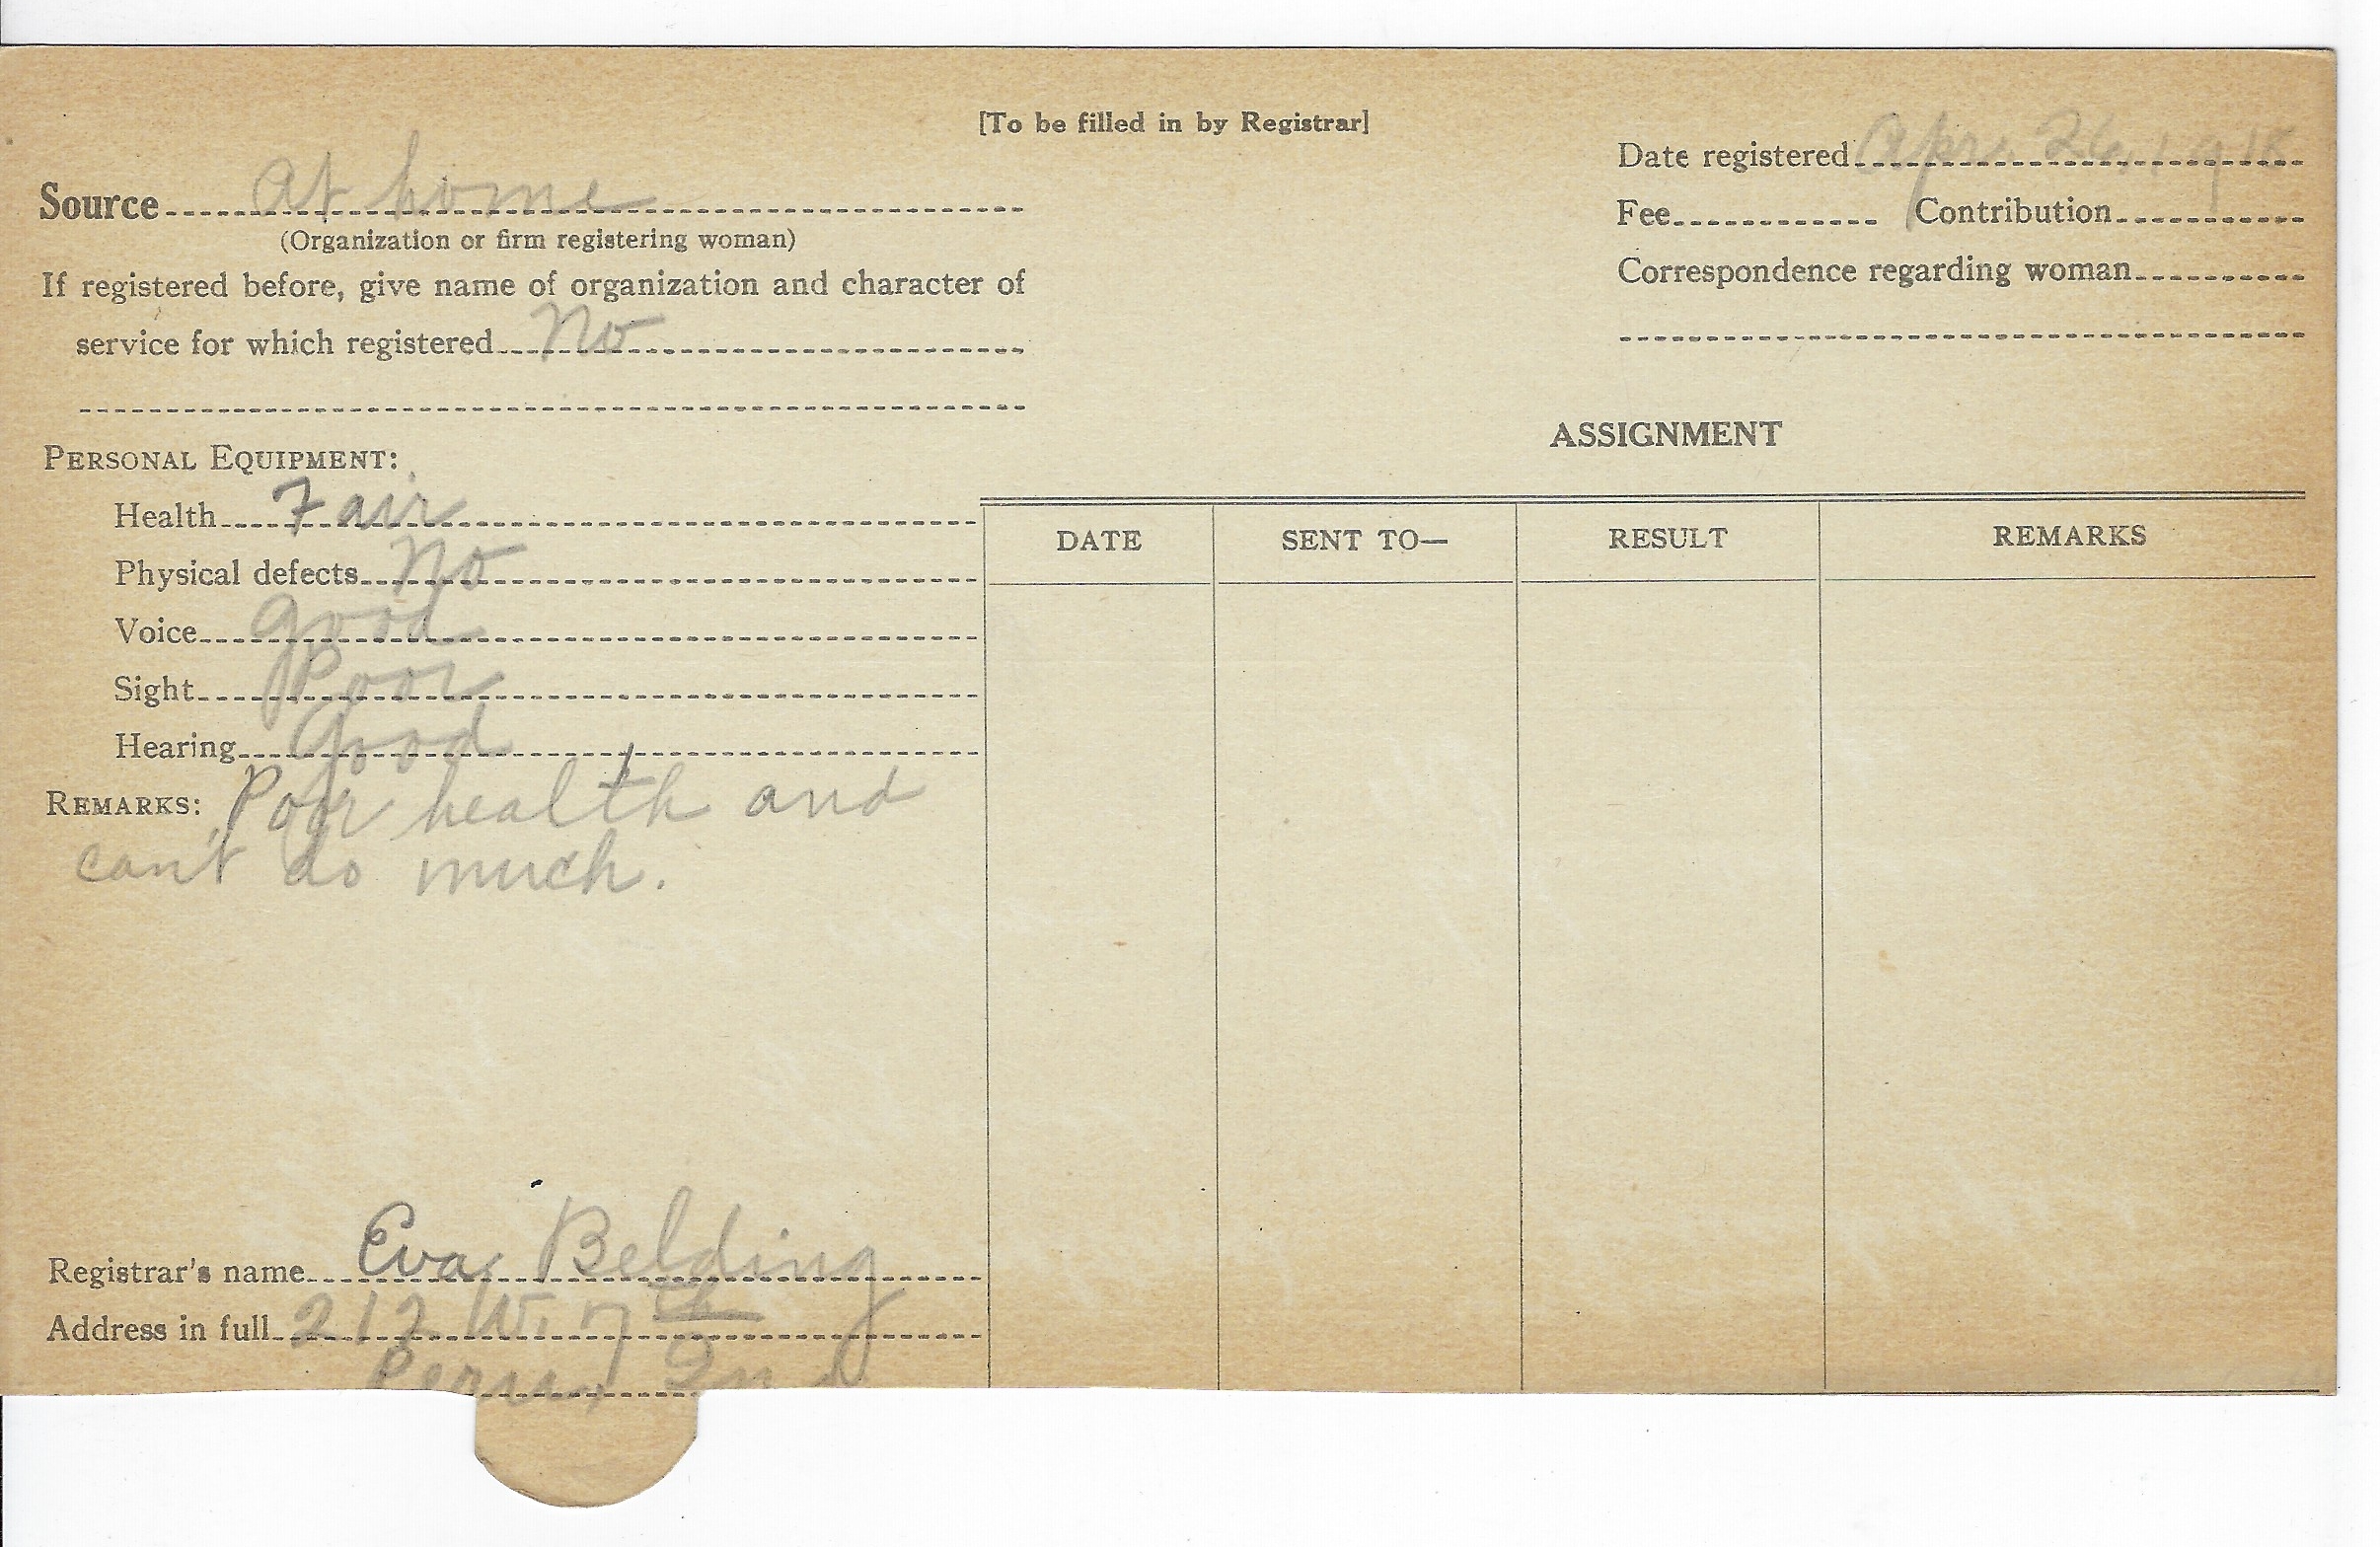 [To be filled in by Registrar]
Date registered Apr. 26, 1918
Source At home
Fee Contribution
(Organization or firm registering woman)
If registered before, give name of organization and character of
Correspondence regarding woman
service for which registered No
ASSIGNMENT
PERSONAL EQUIPMENT:
Health Fair
DATE SENT TO— RESULT REMARKS
Physical defects No
Voice Good
Sight Poor
Hearing Good
REMARKS: Poor health and
can't do much.
Registrar's name Eva Belding
Address in full 212 W. 7th
Peru, Ind